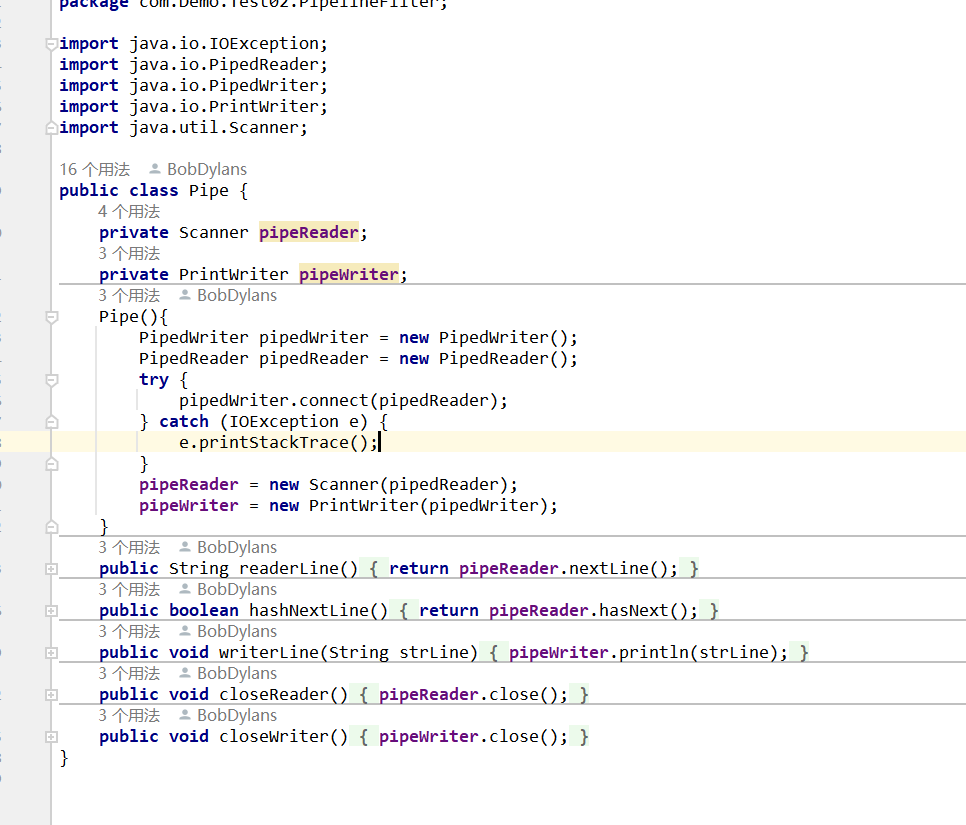 package com.Demo.Test02.PipelineFilter;
import java.io.IOException;
import java.io.PipedReader;
import java.io.PipedWriter;
import java.io.PrintWriter;
import java.util.Scanner;
16 个用法 BobDylans
public class Pipe {
4 个用法
private Scanner pipeReader;
3 个用法
private PrintWriter pipeWriter;
3 个用法 BobDylans
Pipe(){
PipedWriter pipedWriter = new PipedWriter();
PipedReader pipedReader = new PipedReader();
try {
pipedWriter.connect(pipedReader);
} catch (IOException e) {
e.printStackTrace();
}
pipeReader = new Scanner(pipedReader);
pipeWriter = new PrintWriter(pipedWriter);
}
3 个用法 BobDylans
public String readerLine() { return pipeReader.nextLine(); }
3 个用法 BobDylans
public boolean hashNextLine() { return pipeReader.hasNext(); }
3 个用法 BobDylans
public void writerLine(String strLine) { pipeWriter.println(strLine); }
3 个用法 BobDylans
public void closeReader() { pipeReader.close(); }
3 个用法 BobDylans
public void closeWriter() { pipeWriter.close(); }
}